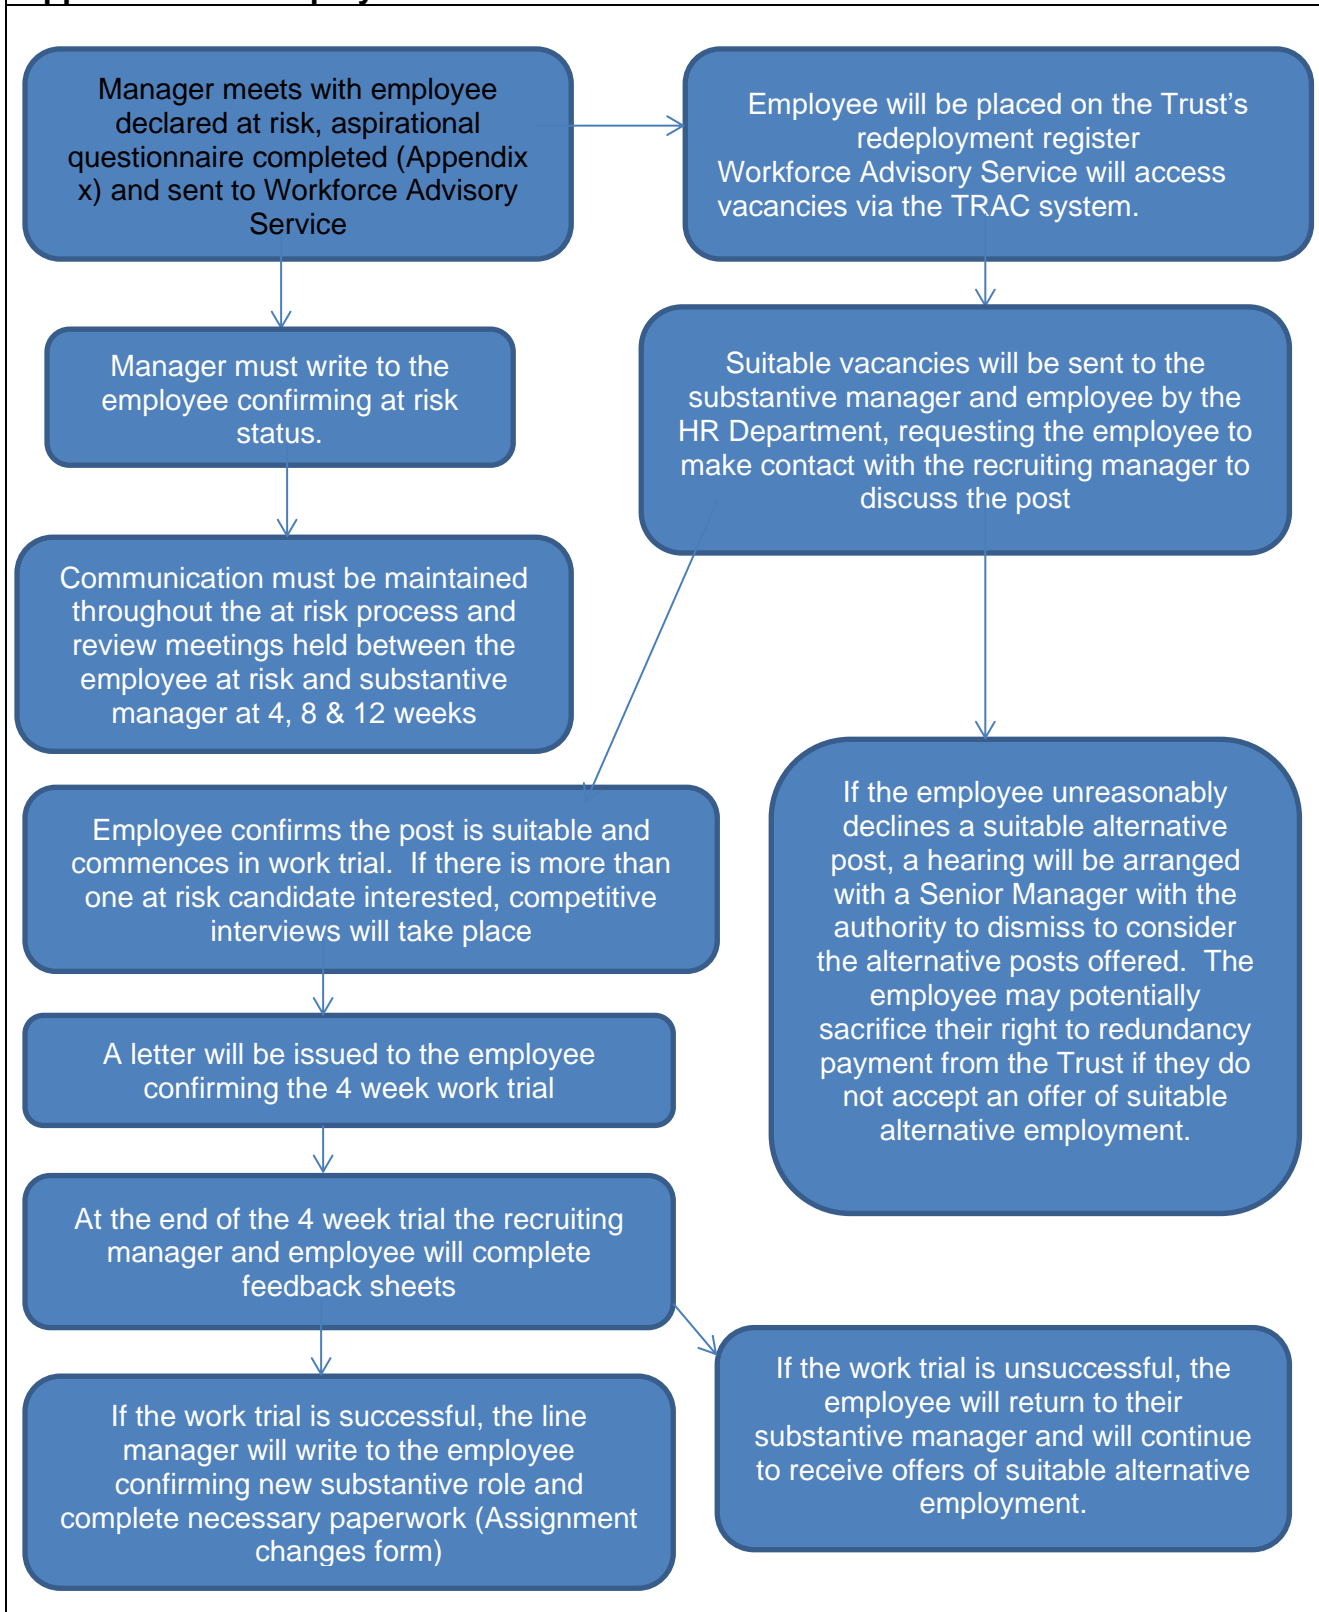 Manager meets with employee
declared at risk, aspirational
questionnaire completed (Appendix
x) and sent to Workforce Advisory
Service
Employee will be placed on the Trust’s
redeployment register
Workforce Advisory Service will access
vacancies via the TRAC system.
Manager must write to the
employee confirming at risk
status.
Suitable vacancies will be sent to the
substantive manager and employee by the
HR Department, requesting the employee to
make contact with the recruiting manager to
discuss the post
Communication must be maintained
throughout the at risk process and
review meetings held between the
employee at risk and substantive
manager at 4, 8 & 12 weeks
Employee confirms the post is suitable and
commences in work trial.  If there is more than
one at risk candidate interested, competitive
interviews will take place
If the employee unreasonably
declines a suitable alternative
post, a hearing will be arranged
with a Senior Manager with the
authority to dismiss to consider
the alternative posts offered.  The
employee may potentially
sacrifice their right to redundancy
payment from the Trust if they do
not accept an offer of suitable
alternative employment.
A letter will be issued to the employee
confirming the 4 week work trial
At the end of the 4 week trial the recruiting
manager and employee will complete
feedback sheets
If the work trial is successful, the line
manager will write to the employee
confirming new substantive role and
complete necessary paperwork (Assignment
changes form)
If the work trial is unsuccessful, the
employee will return to their
substantive manager and will continue
to receive offers of suitable alternative
employment.